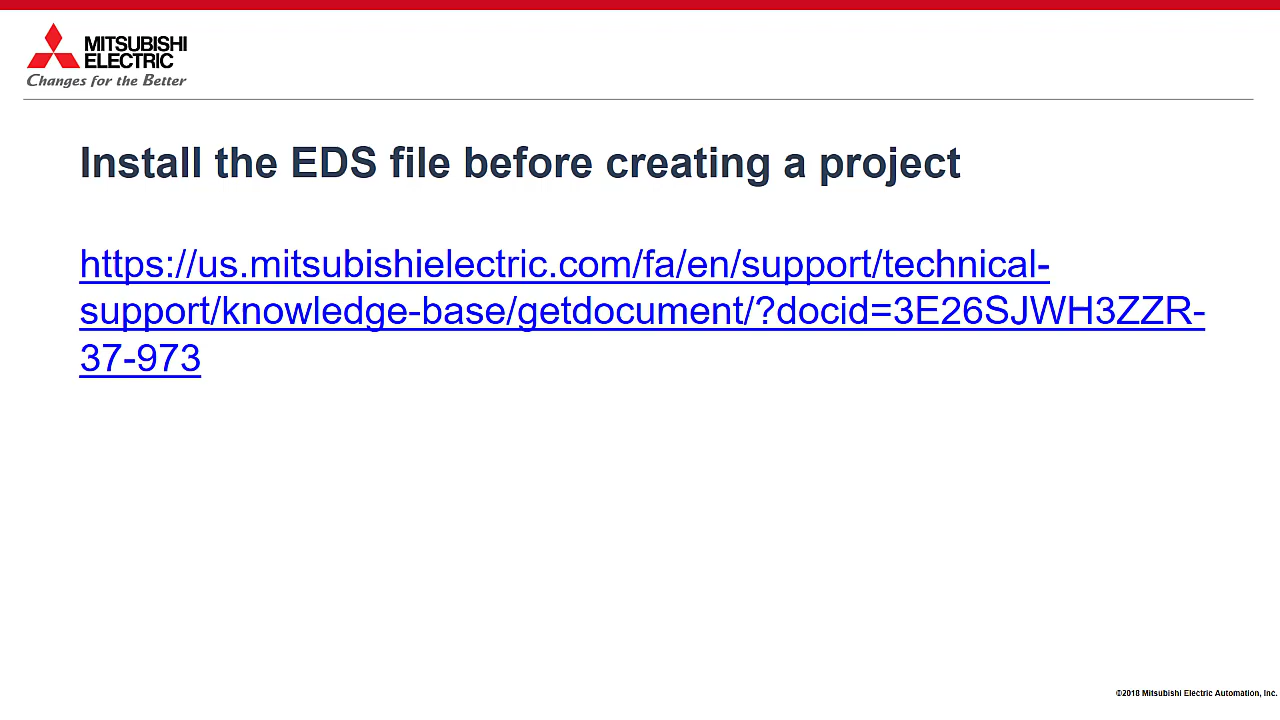 MITSUBISHI
ELECTRIC
Changes for the Better
Install the EDS file before creating a project
https://us.mitsubishielectric.com/fa/en/support/technical-
support/knowledge-base/getdocument/?docid=3E26SJWH3ZZR-
37-973
©2018 Mitsubishi Electric Automation, Inc.